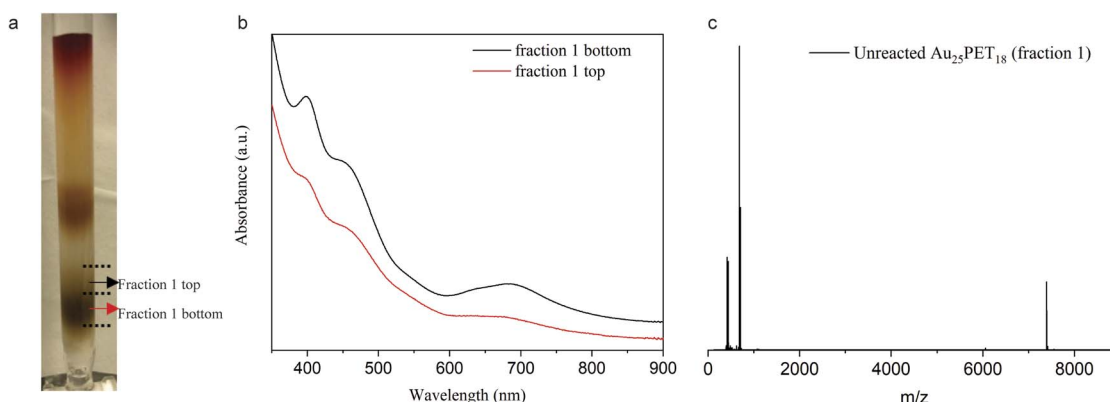 a
Fraction 1 top
Fraction 1 bottom
b
fraction 1 bottom
fraction 1 top
Absorbance (a.u.)
400 500 600 700 800 900
Wavelength (nm)
c
Unreacted Au₂₅PET₁₈ (fraction 1)
0 2000 4000 6000 8000
m/z